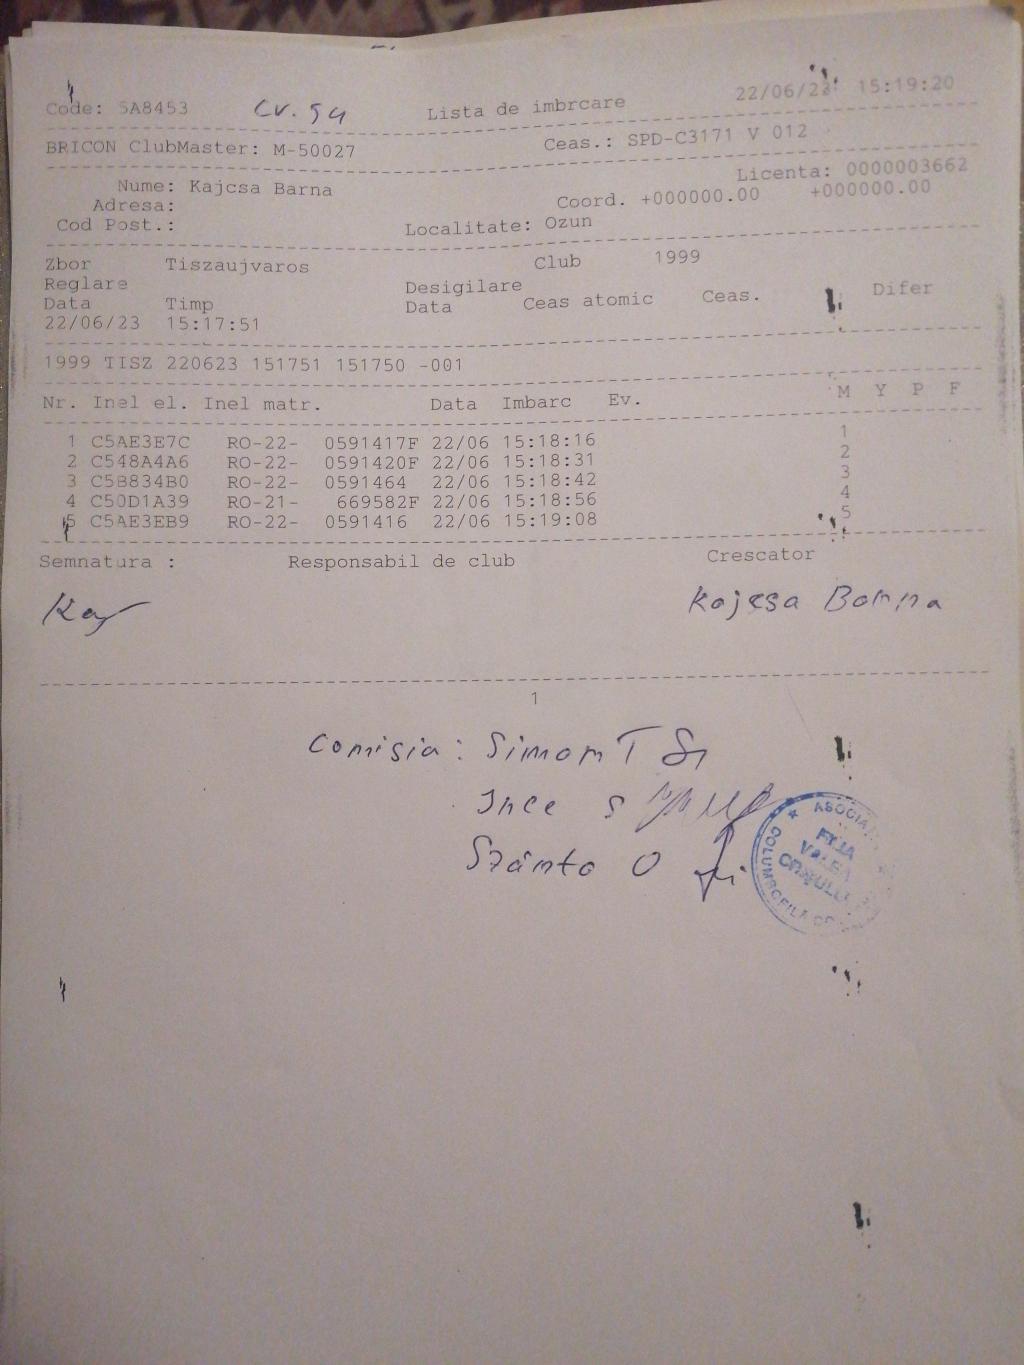 Code: 5A8453 cv. 94 Lista de imbrcare 22/06/23 15:19:20
BRICON ClubMaster: M-50027 Ceas.: SPD-C3171 V 012
Licenta: 0000003662
Nume: Kajcsa Barna
Adresa: Coord. +000000.00 +000000.00
Cod Post.: Localitate: Ozun
Zbor Tiszaujvaros Club 1999
Reglare Desigilare
Data Timp Data Ceas atomic Ceas. Difer
22/06/23 15:17:51
1999 TISZ 220623 151751 151750 -001
Nr. Inel el. Inel matr. Data Imbarc Ev. M Y P F
1 C5AE3E7C RO-22- 0591417F 22/06 15:18:16 1
2 C548A4A6 RO-22- 0591420F 22/06 15:18:31 2
3 C5B834B0 RO-22- 0591464 22/06 15:18:42 3
4 C50D1A39 RO-21- 669582F 22/06 15:18:56 4
5 C5AE3EB9 RO-22- 0591416 22/06 15:19:08 5
Semnatura : Responsabil de club Crescator
Kajcsa Barna
1
Comisia: Simon T
Ince S
Szánto O
ASOCIA
COLUMBOFILA
VALEA